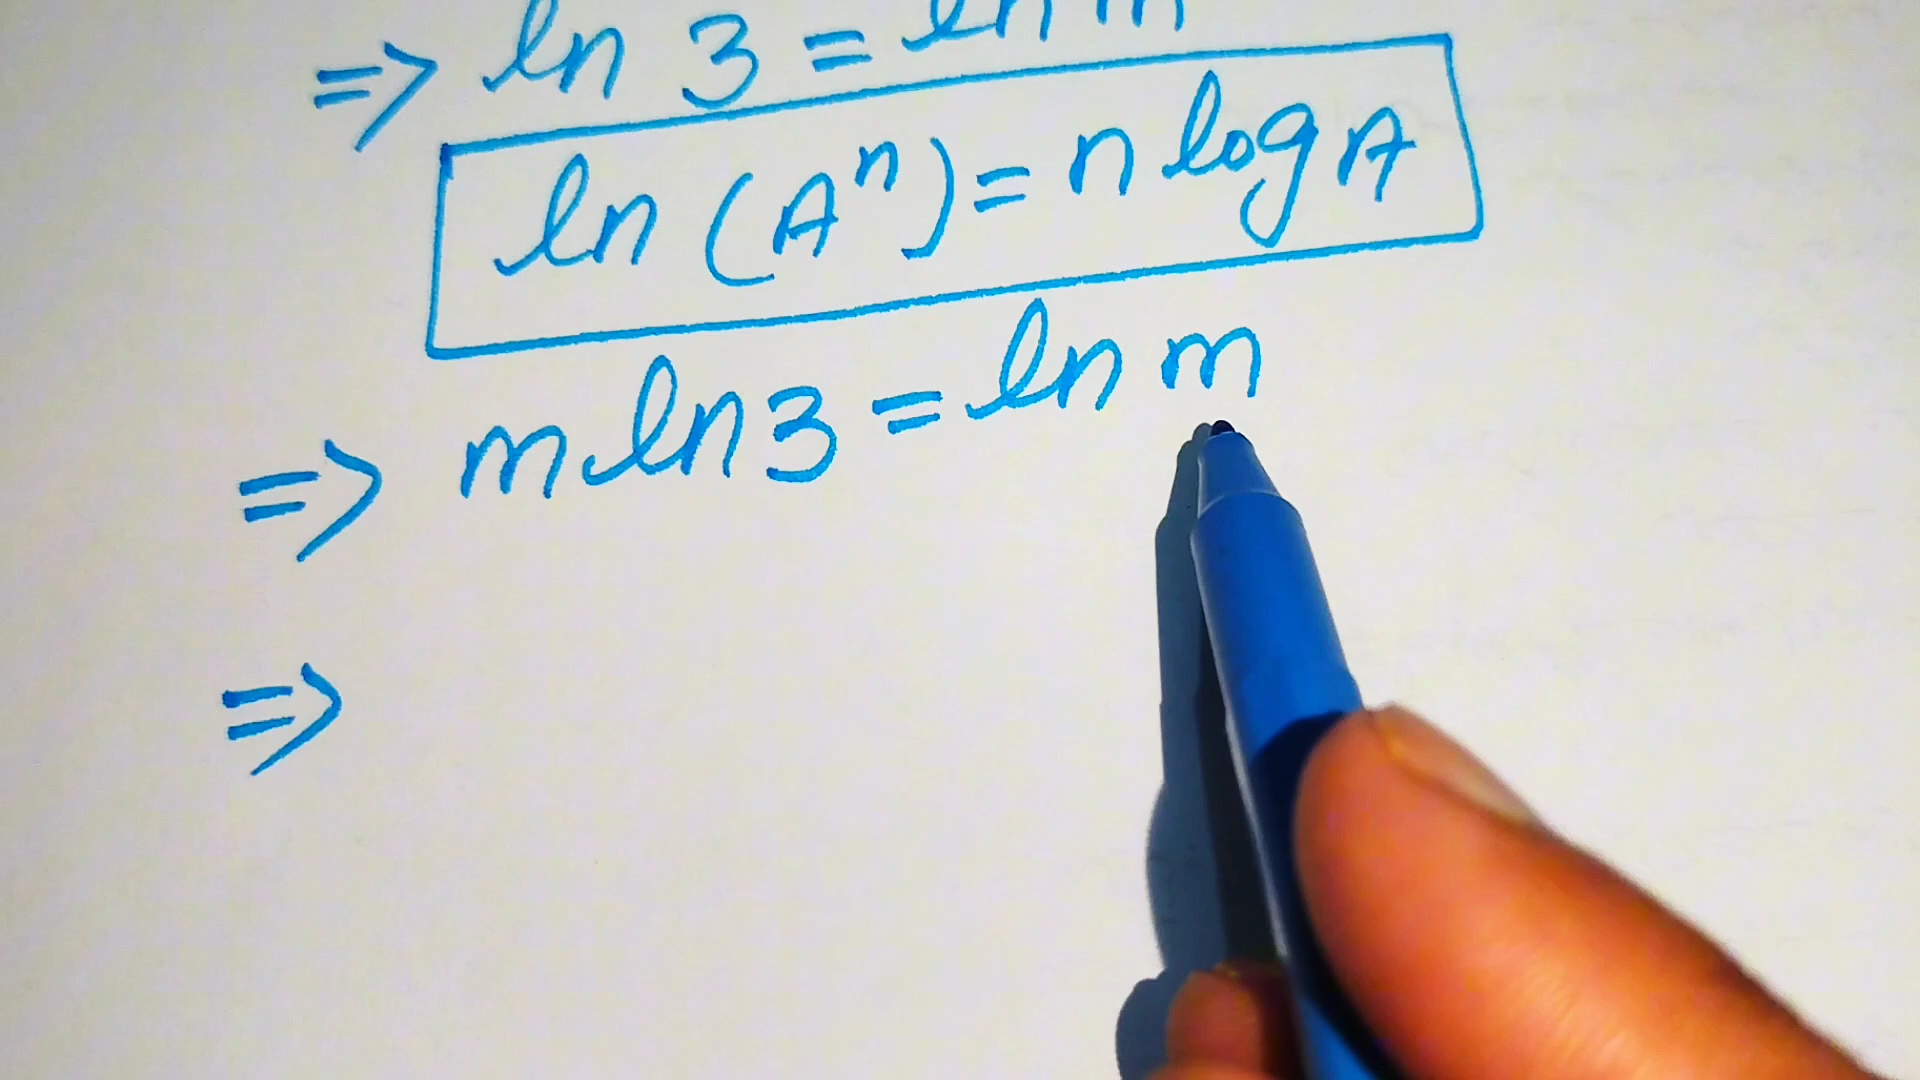 => ln 3 = ln m
ln (Aⁿ) = n log A
=> m ln 3 = ln m
=>